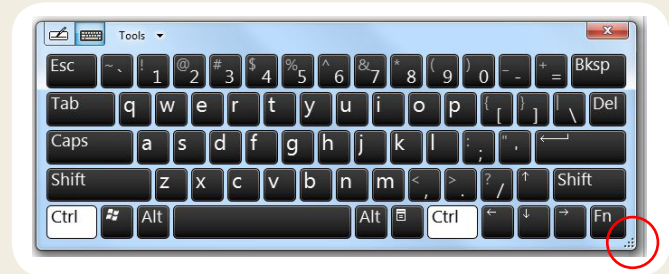 Tools
Esc ~ ` ! 1 @ 2 # 3 $ 4 % 5 ^ 6 & 7 * 8 ( 9 ) 0 _ - + = Bksp
Tab q w e r t y u i o p { [ } ] | \ Del
Caps a s d f g h j k l : ; " '
Shift z x c v b n m < , > . ? / ↑ Shift
Ctrl Alt Alt Ctrl ← ↓ → Fn